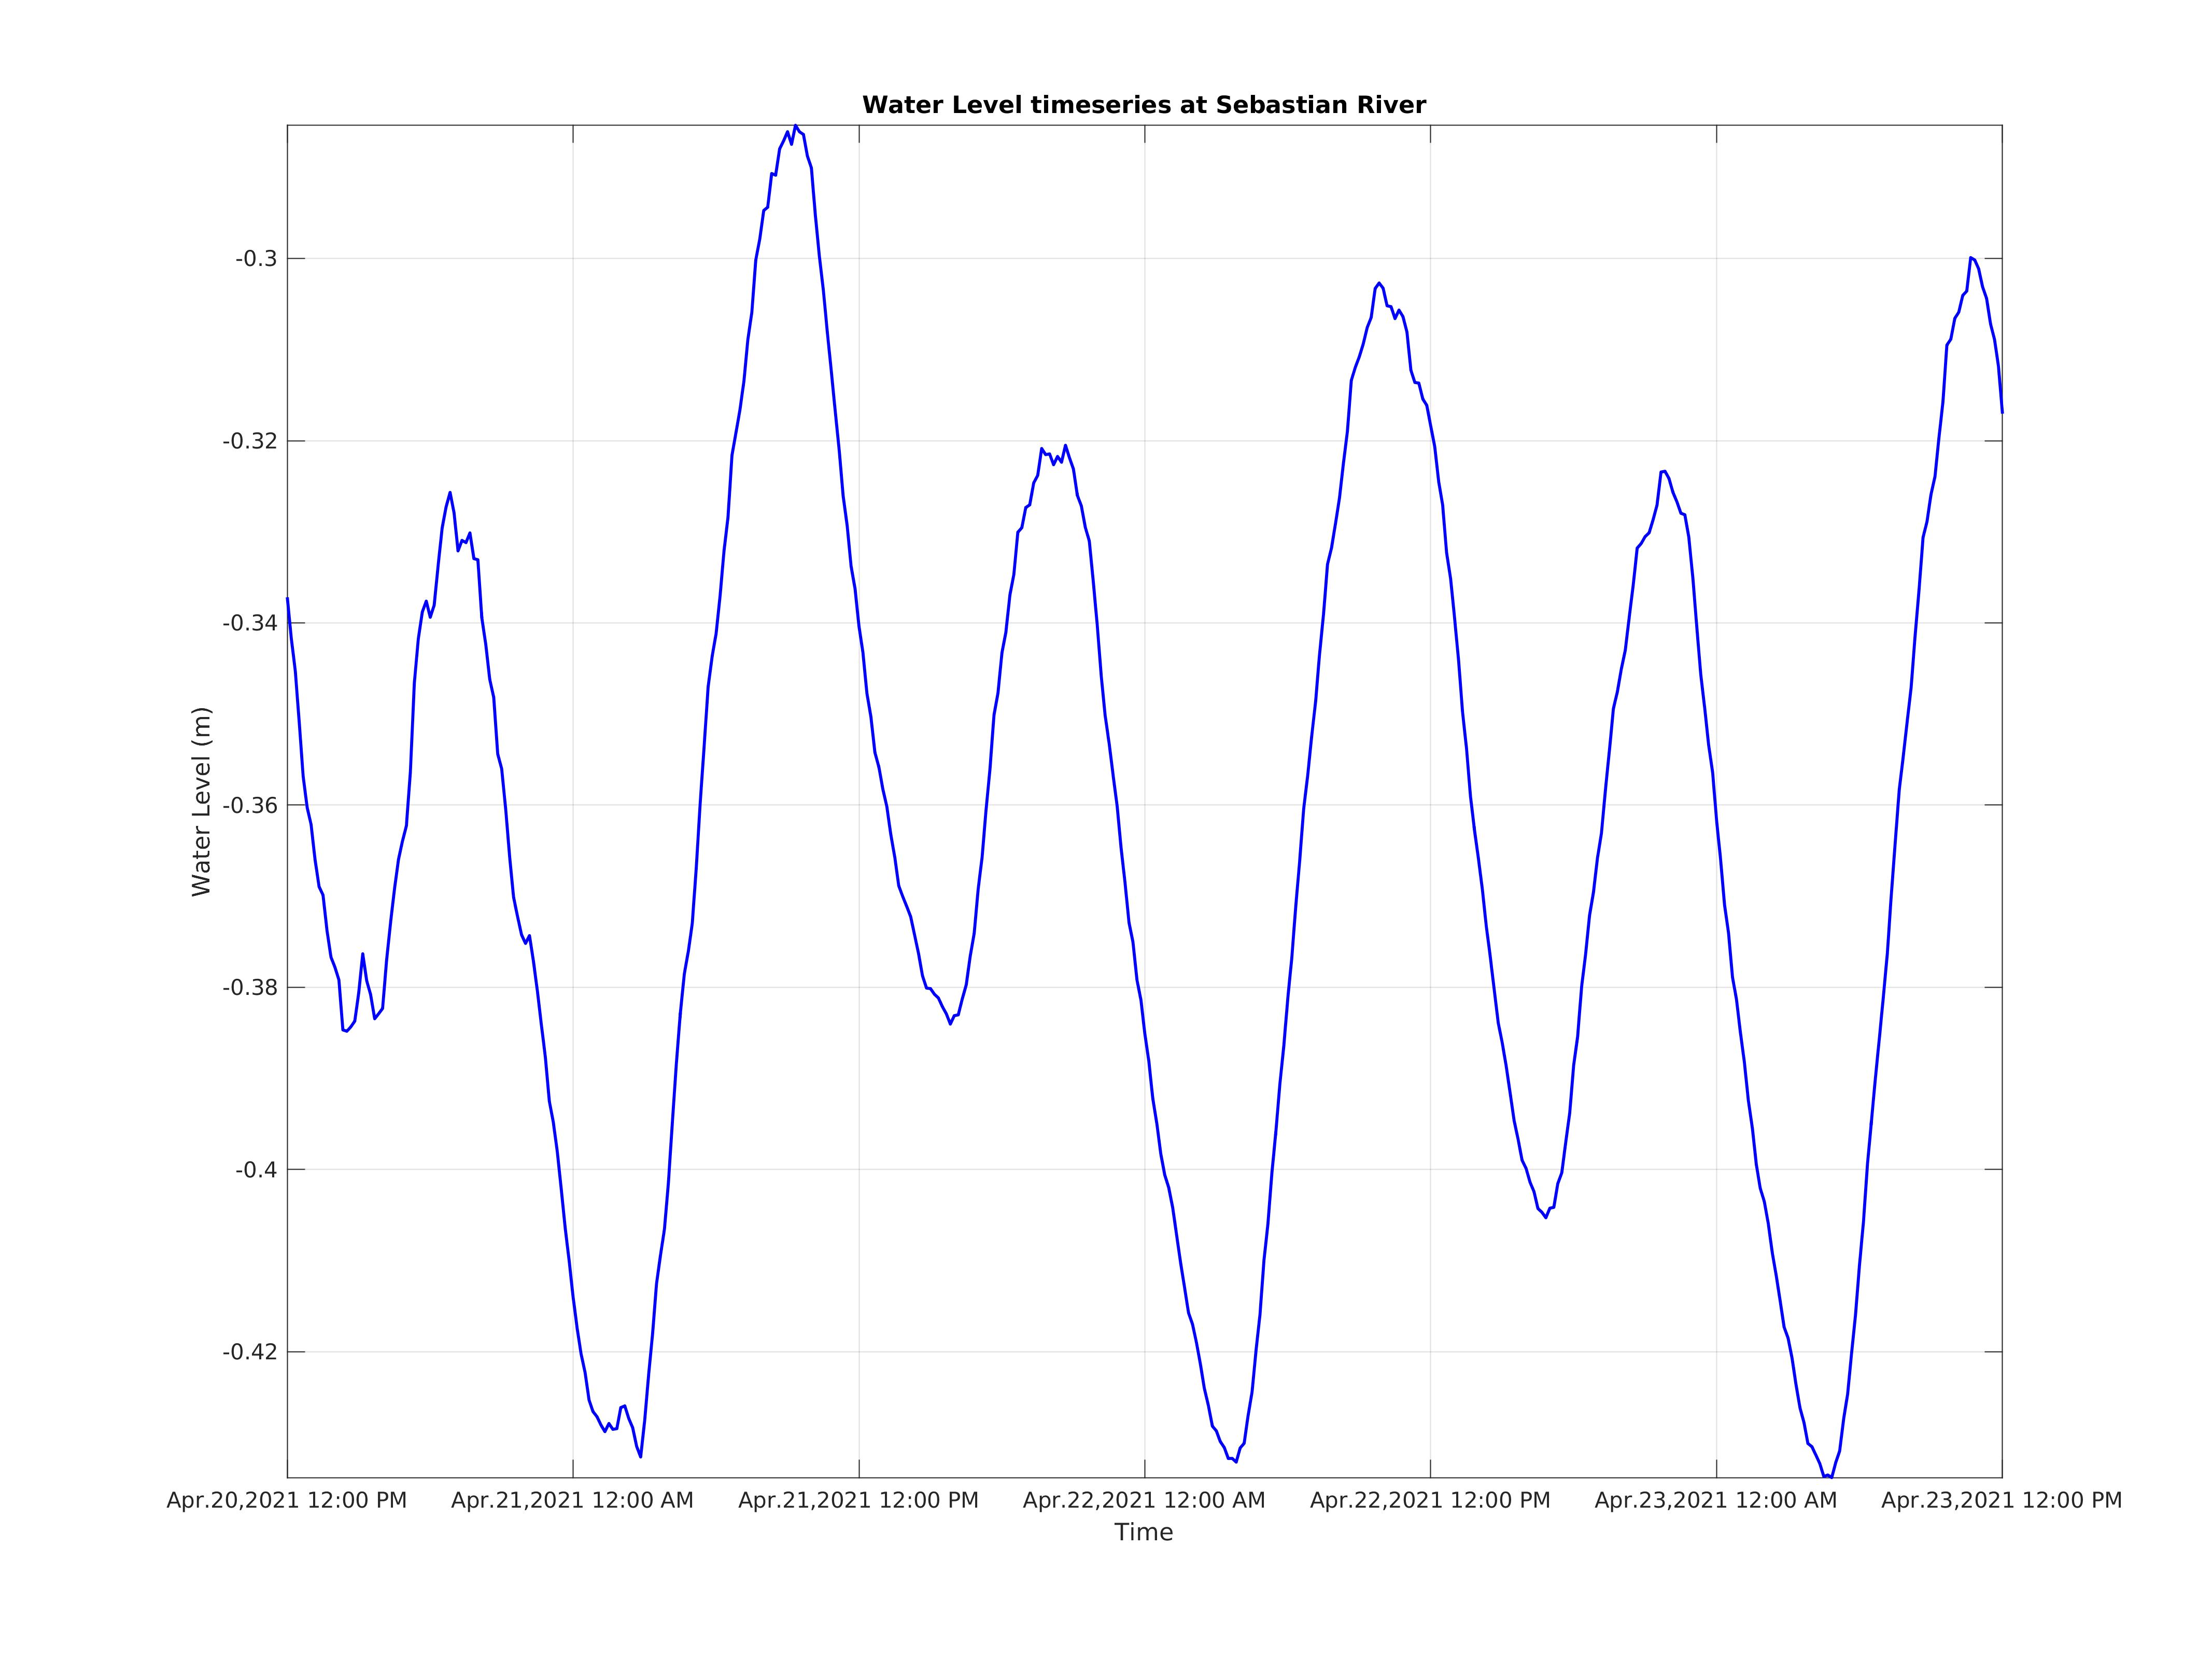 Water Level timeseries at Sebastian River
-0.3
-0.32
-0.34
-0.36
-0.38
-0.4
-0.42
Water Level (m)
Apr.20,2021 12:00 PM Apr.21,2021 12:00 AM Apr.21,2021 12:00 PM Apr.22,2021 12:00 AM Apr.22,2021 12:00 PM Apr.23,2021 12:00 AM Apr.23,2021 12:00 PM
Time